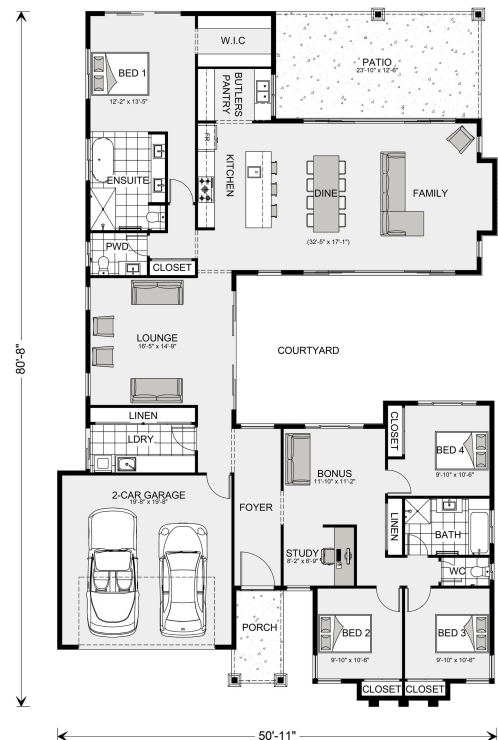 W.I.C
PATIO
23'-10" x 12'-6"
BED 1
12'-2" x 13'-5"
BUTLERS
PANTRY
FR
KITCHEN
ENSUITE
DINE
FAMILY
(32'-5" x 17'-1")
PWD
CLOSET
LOUNGE
16'-5" x 14'-9"
COURTYARD
80'-8"
LINEN
LDRY
CLOSET
BED 4
9'-10" x 10'-6"
BONUS
11'-10" x 11'-2"
2-CAR GARAGE
19'-8" x 19'-8"
FOYER
LINEN
BATH
STUDY
8'-2" x 6'-9"
WC
PORCH
BED 2
9'-10" x 10'-6"
BED 3
9'-10" x 10'-6"
CLOSET
CLOSET
50'-11"